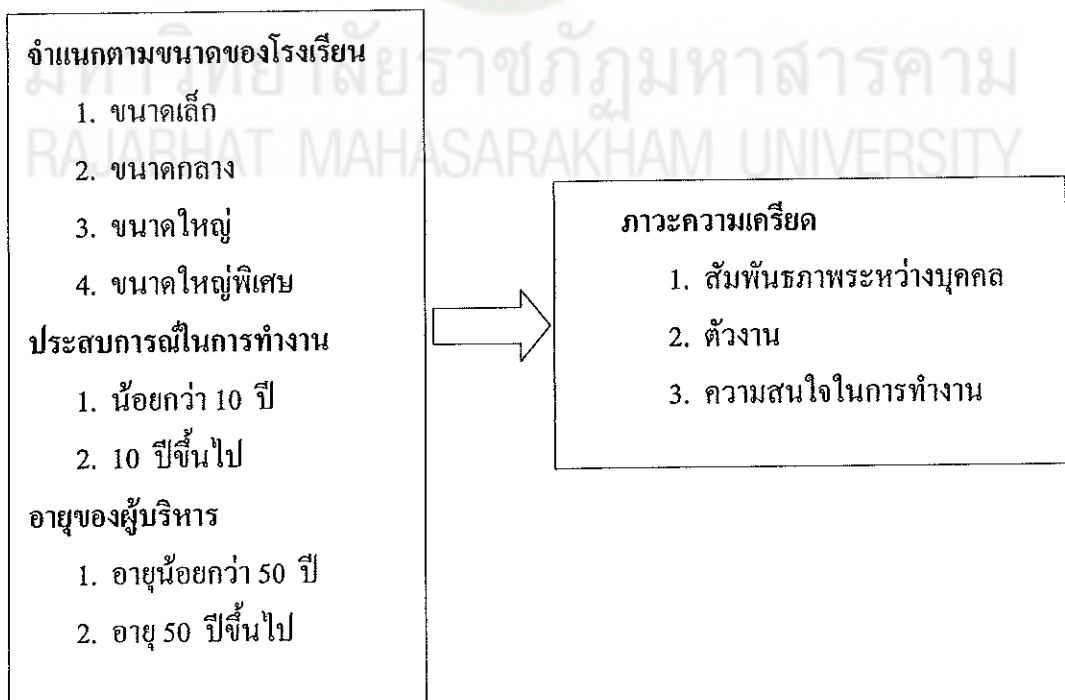 มหาวิทยาลัยราชภัฏมหาสารคาม
RAJABHAT MAHASARAKHAM UNIVERSITY
จำแนกตามขนาดของโรงเรียน
1. ขนาดเล็ก
2. ขนาดกลาง
3. ขนาดใหญ่
4. ขนาดใหญ่พิเศษ
ประสบการณ์ในการทำงาน
1. น้อยกว่า 10 ปี
2. 10 ปีขึ้นไป
อายุของผู้บริหาร
1. อายุน้อยกว่า 50 ปี
2. อายุ 50 ปีขึ้นไป
ภาวะความเครียด
1. สัมพันธภาพระหว่างบุคคล
2. ตัวงาน
3. ความสนใจในการทำงาน